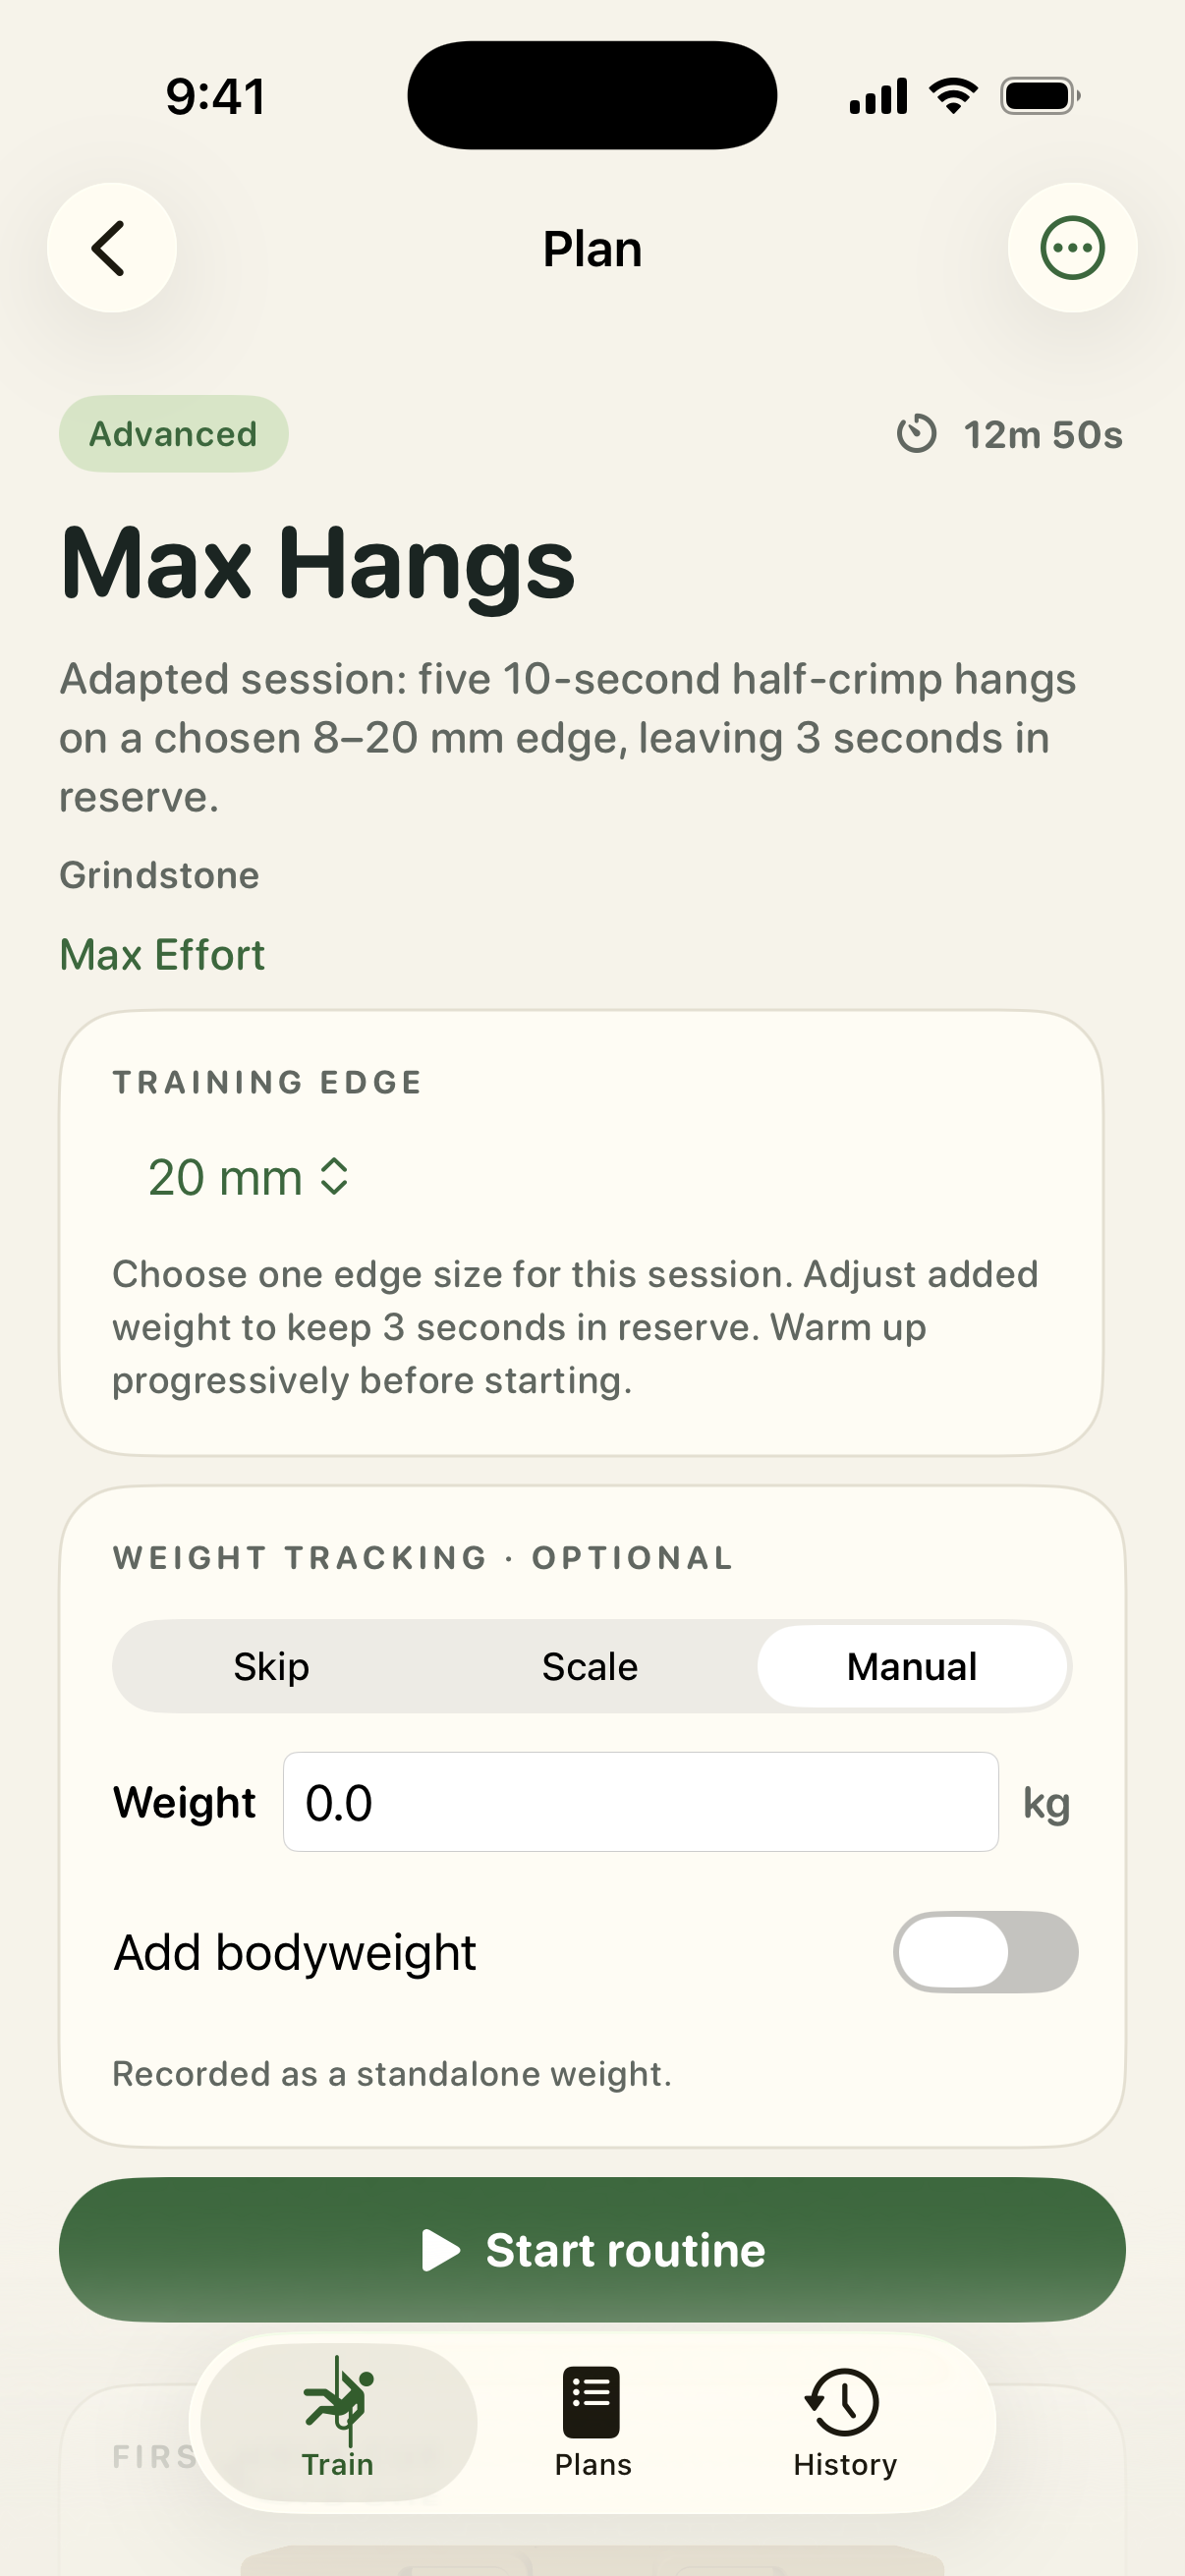 9:41
Plan
Advanced
12m 50s
Max Hangs
Adapted session: five 10-second half-crimp hangs
on a chosen 8–20 mm edge, leaving 3 seconds in
reserve.
Grindstone
Max Effort
TRAINING EDGE
20 mm
Choose one edge size for this session. Adjust added
weight to keep 3 seconds in reserve. Warm up
progressively before starting.
WEIGHT TRACKING · OPTIONAL
Skip
Scale
Manual
Weight
0.0
kg
Add bodyweight
Recorded as a standalone weight.
Start routine
FIRS
Train
Plans
History